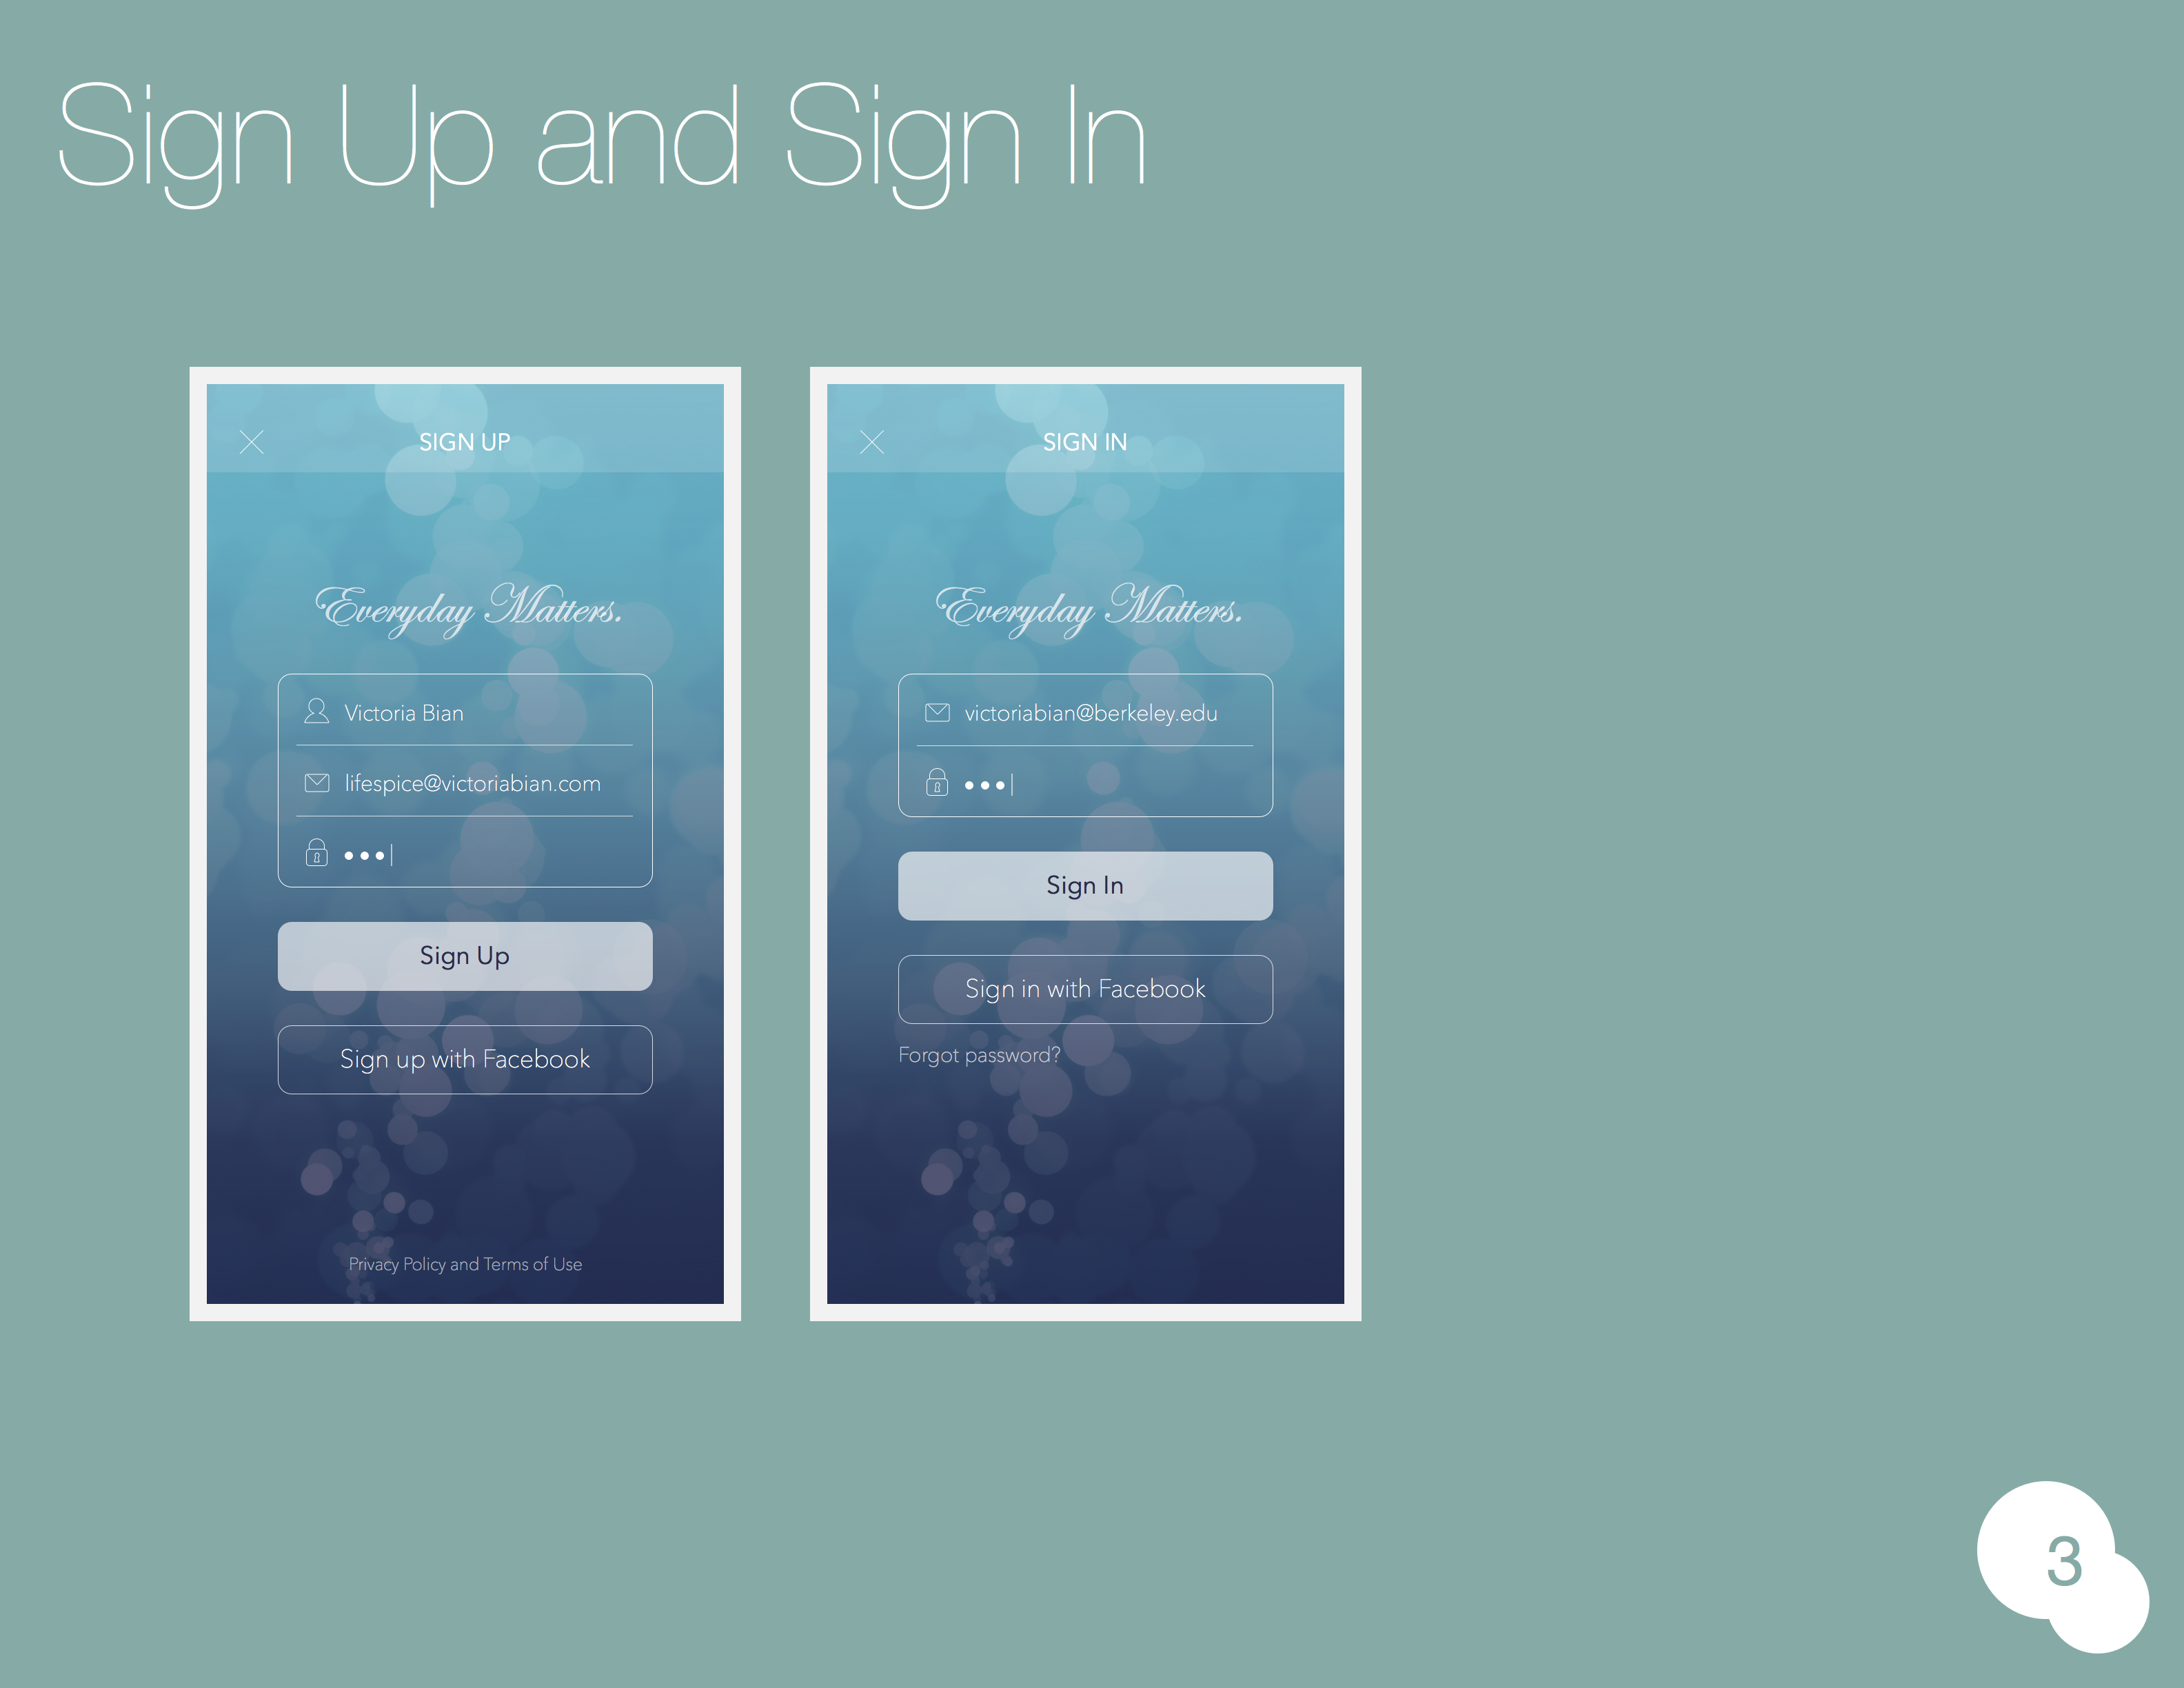 Sign Up and Sign In
SIGN UP
Everyday Matters.
Victoria Bian
lifespice@victoriabian.com
•••|
Sign Up
Sign up with Facebook
Privacy Policy and Terms of Use
SIGN IN
Everyday Matters.
victoriabian@berkeley.edu
•••|
Sign In
Sign in with Facebook
Forgot password?
3